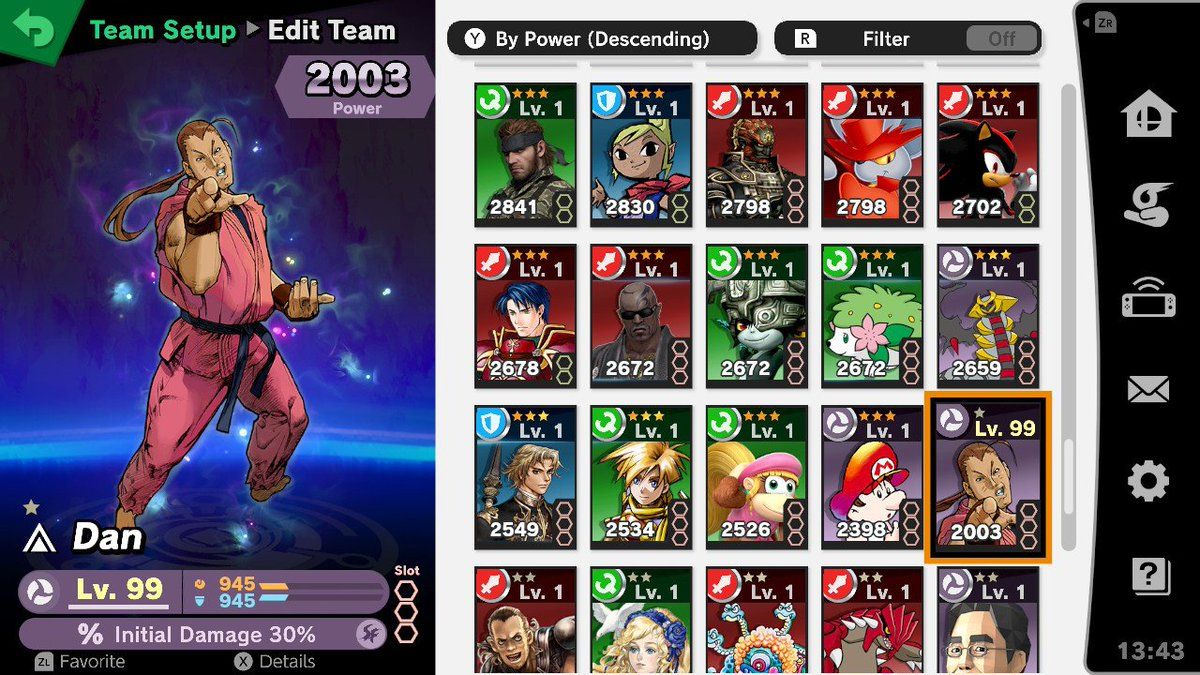 Team Setup ▶ Edit Team
2003
Power
Dan
Lv. 99
945
945
Slot
% Initial Damage 30%
ZL Favorite
X Details
Y By Power (Descending)
R Filter Off
Lv. 1 Lv. 1 Lv. 1 Lv. 1 Lv. 1
2841 2830 2798 2798 2702
Lv. 1 Lv. 1 Lv. 1 Lv. 1 Lv. 1
2678 2672 2672 2672 2659
Lv. 1 Lv. 1 Lv. 1 Lv. 1 Lv. 99
2549 2534 2526 2398 2003
Lv. 1 Lv. 1 Lv. 1 Lv. 1 Lv. 1
ZR
13:43